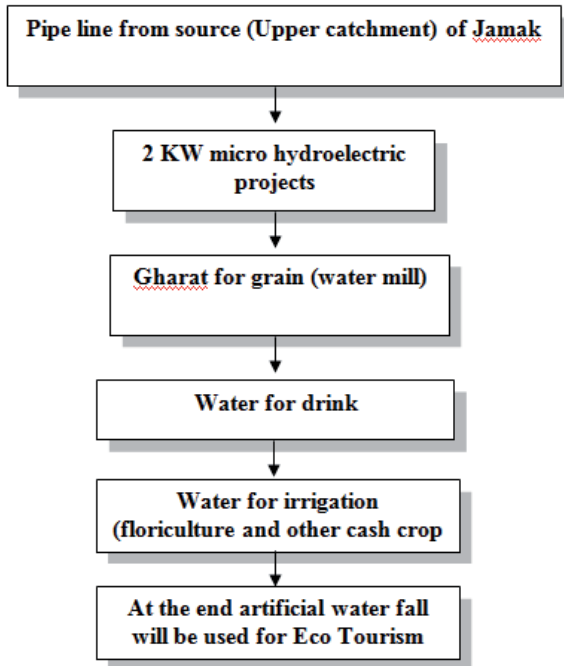 Pipe line from source (Upper catchment) of Jamak
2 KW micro hydroelectric
projects
Gharat for grain (water mill)
Water for drink
Water for irrigation
(floriculture and other cash crop
At the end artificial water fall
will be used for Eco Tourism